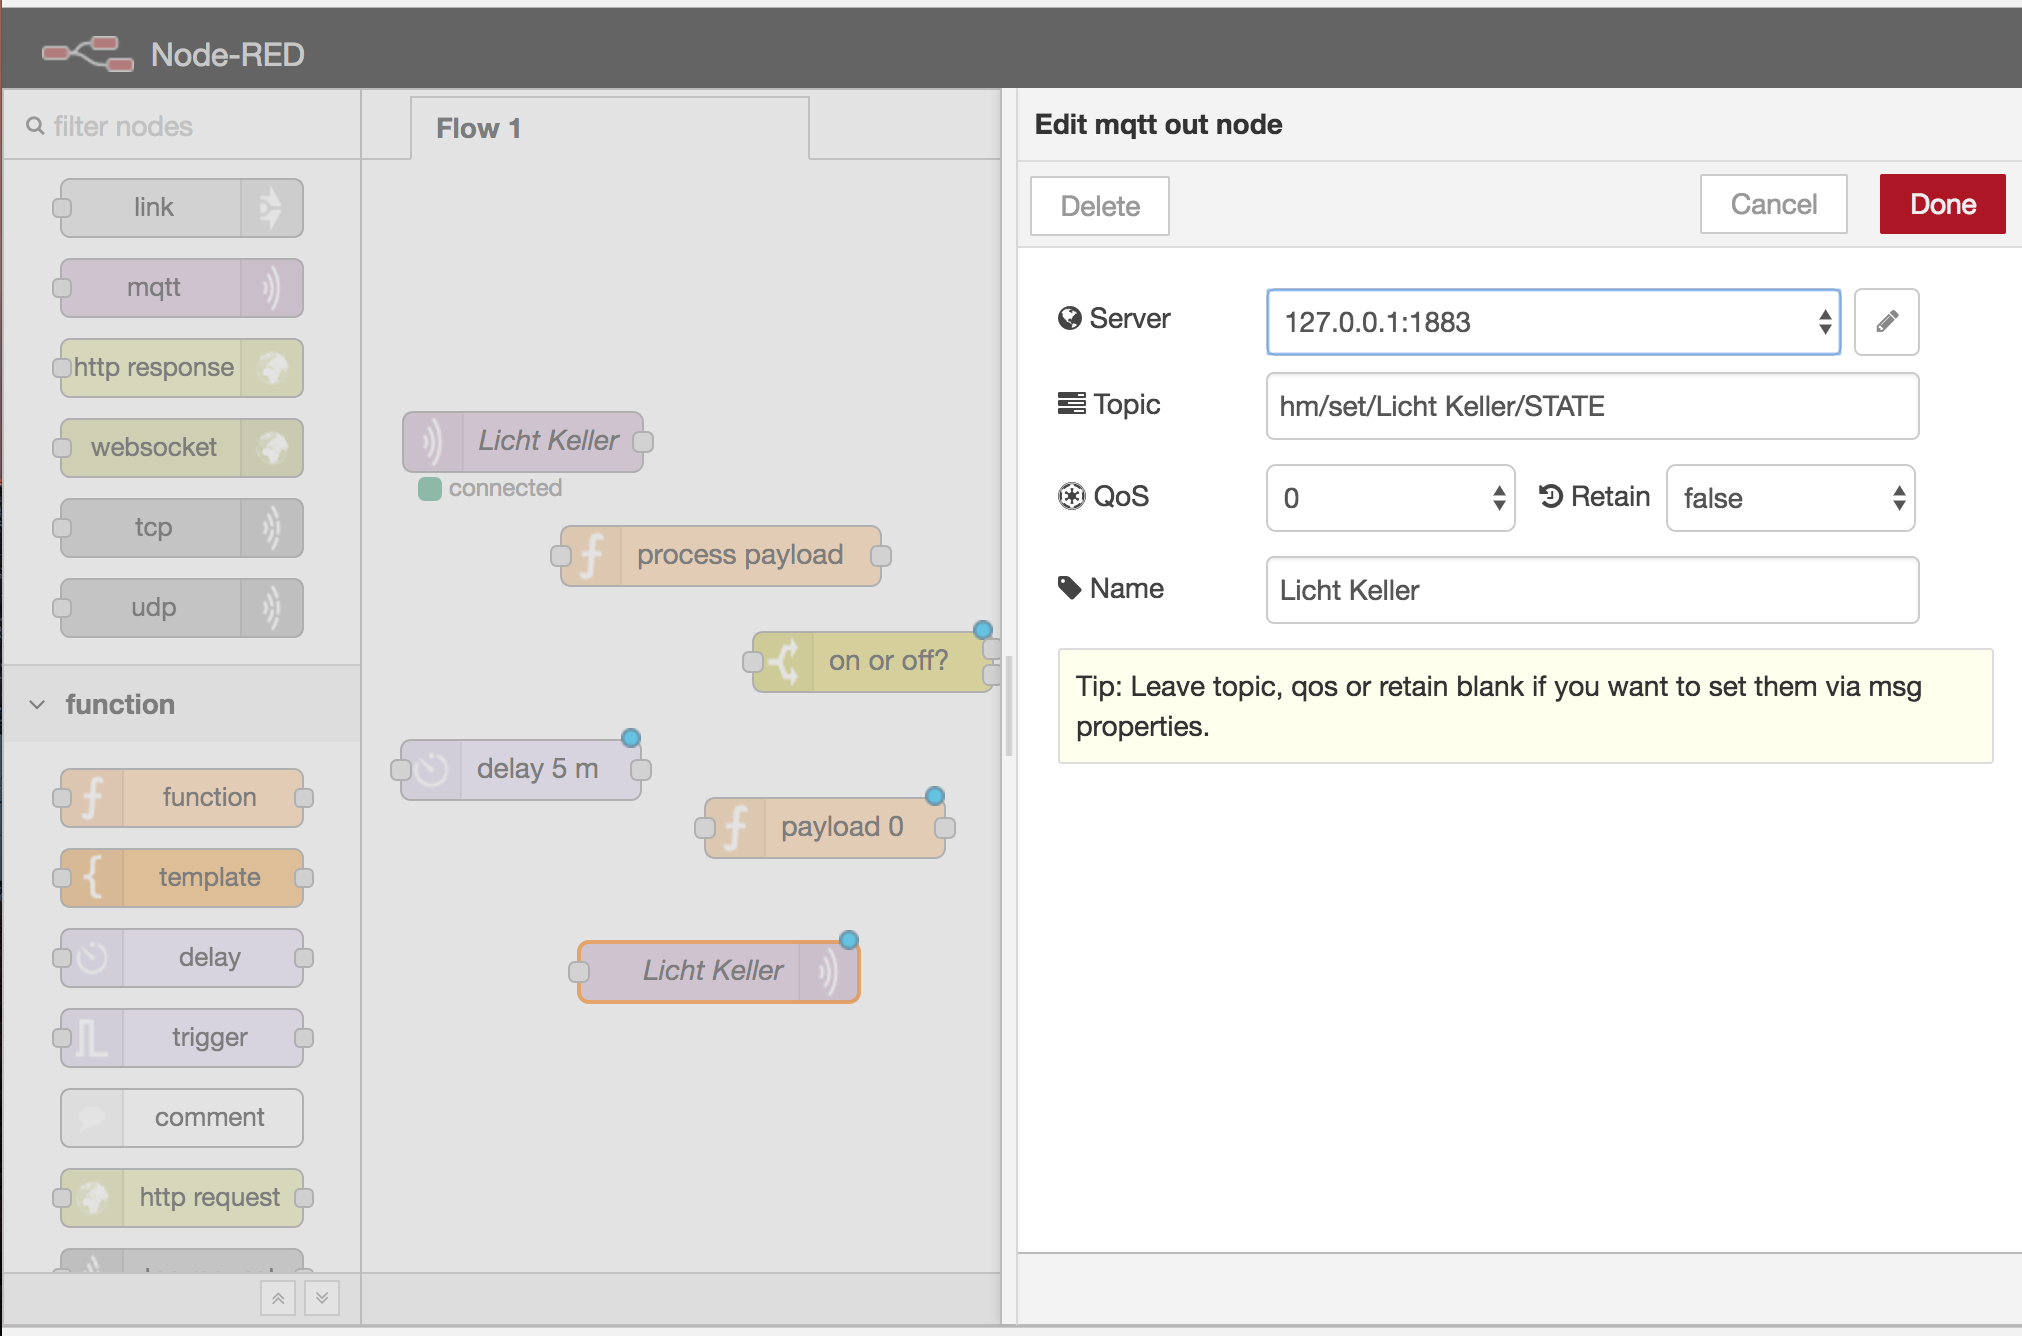 Node-RED
filter nodes
link
mqtt
http response
websocket
tcp
udp
function
function
template
delay
trigger
comment
http request
Flow 1
Licht Keller
connected
process payload
on or off?
delay 5 m
payload 0
Licht Keller
Edit mqtt out node
Delete
Cancel
Done
Server
127.0.0.1:1883
Topic
hm/set/Licht Keller/STATE
QoS
0
Retain
false
Name
Licht Keller
Tip: Leave topic, qos or retain blank if you want to set them via msg
properties.